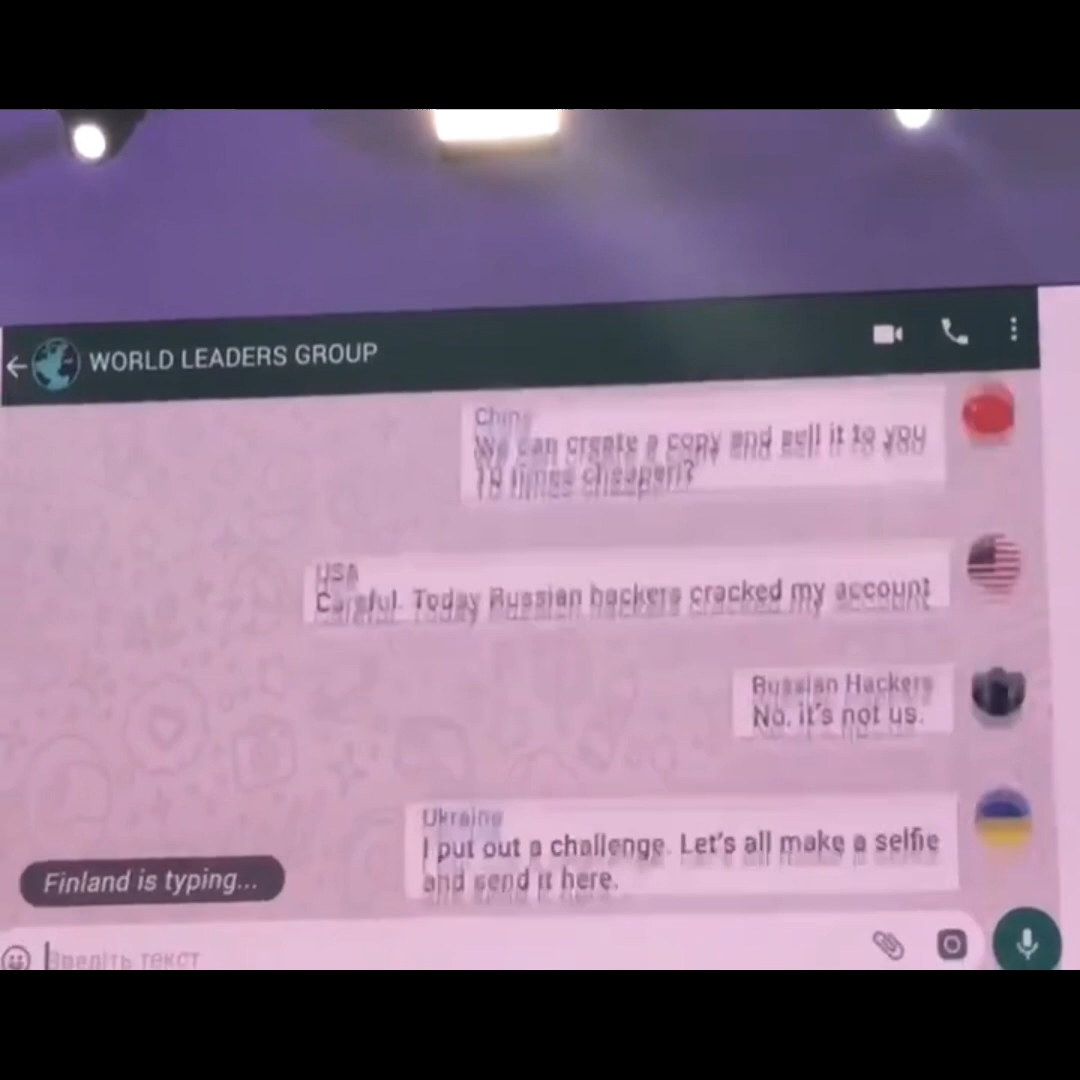 WORLD LEADERS GROUP
China
We can create a copy and sell it to you
10 times cheaper!?
USA
Careful. Today Russian hackers cracked my account
Russian Hackers
No, it's not us.
Ukraine
I put out a challenge. Let's all make a selfie
and send it here.
Finland is typing...
Введіть текст